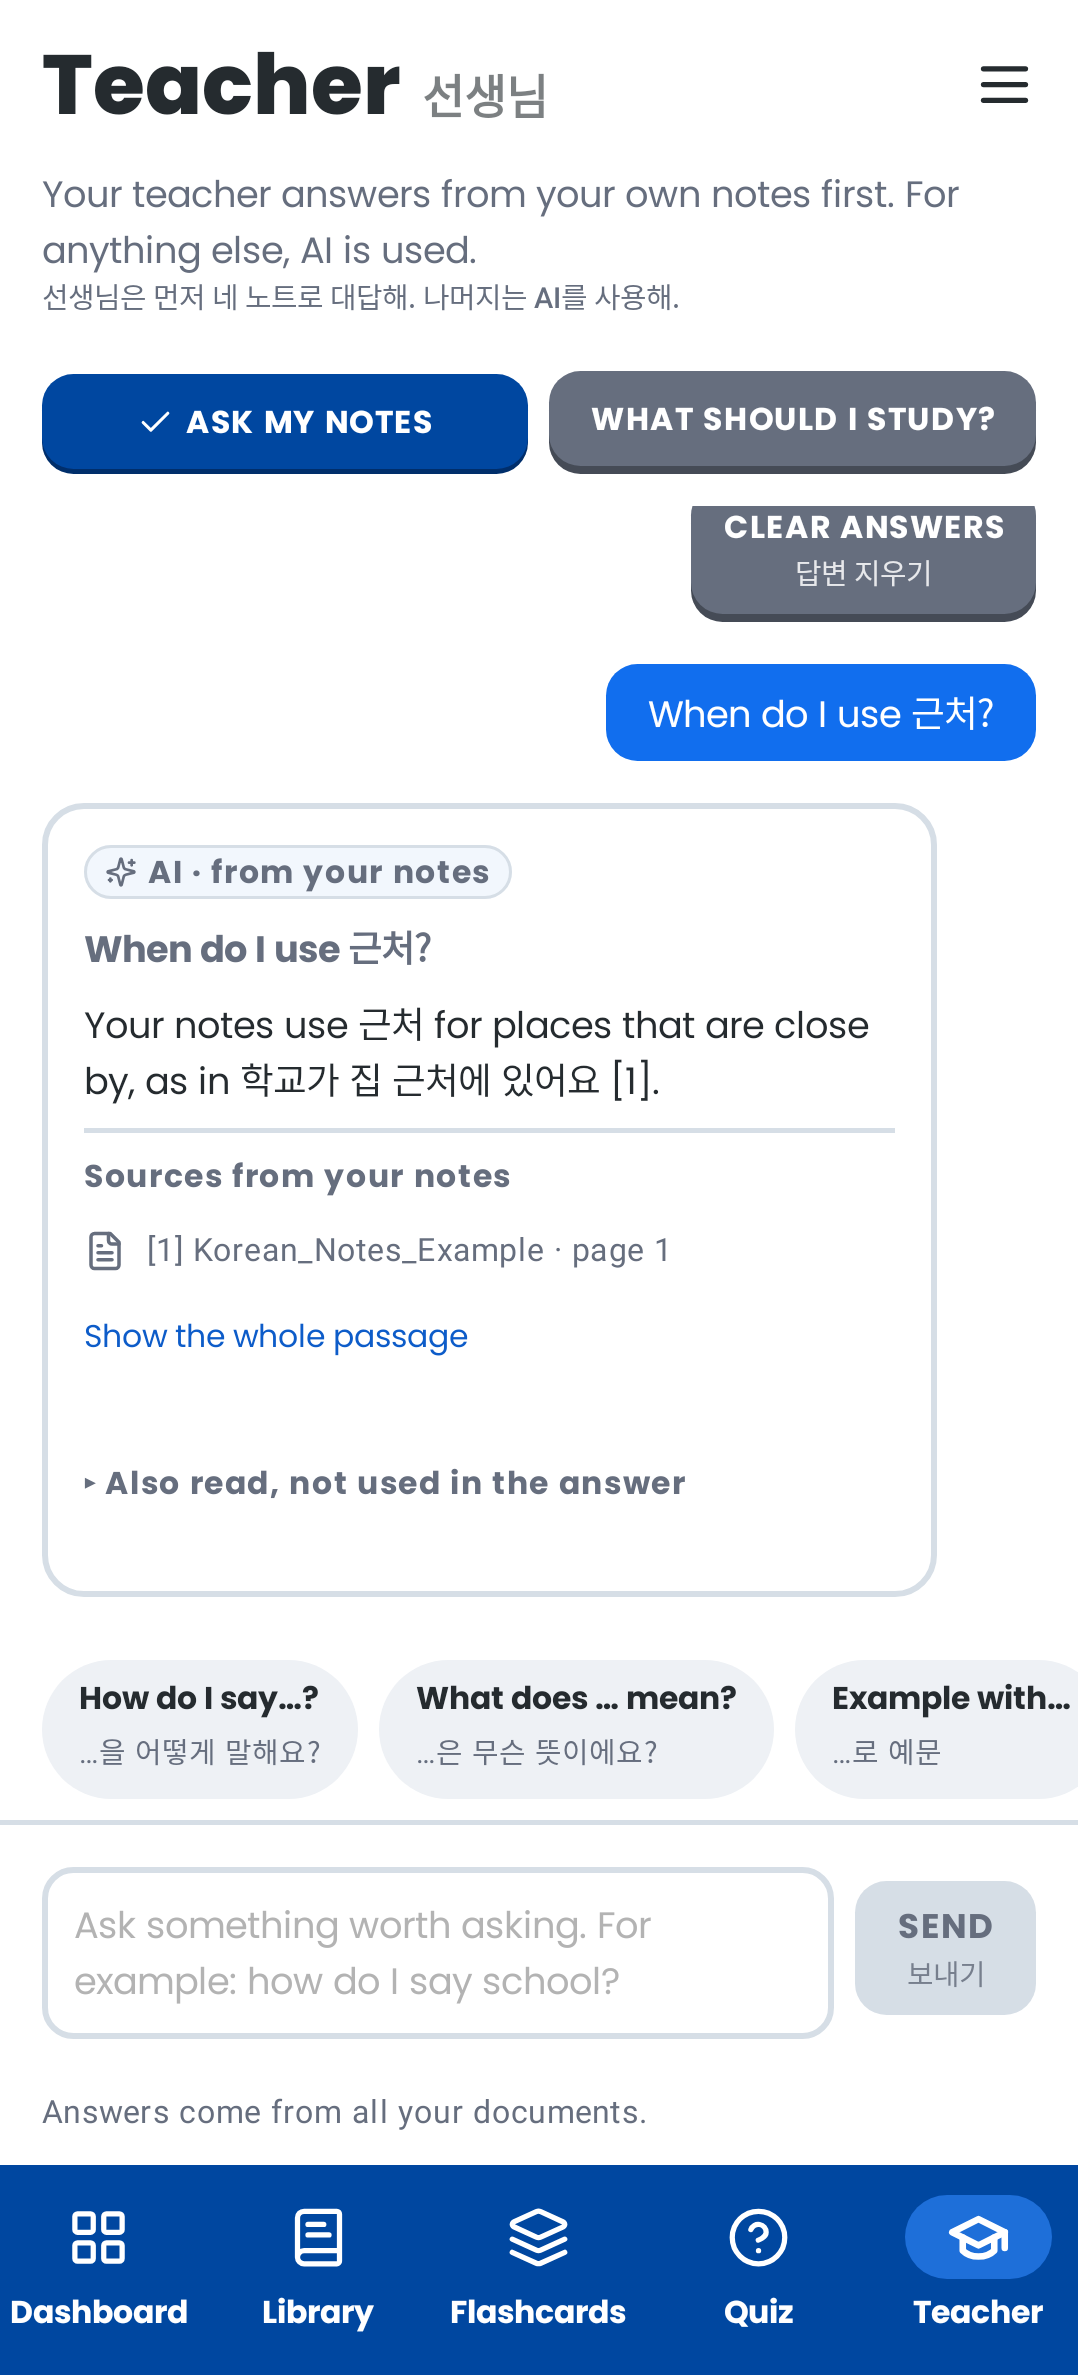 Teacher 선생님
Your teacher answers from your own notes first. For
anything else, AI is used.
선생님은 먼저 네 노트로 대답해. 나머지는 AI를 사용해.
ASK MY NOTES
WHAT SHOULD I STUDY?
CLEAR ANSWERS
답변 지우기
When do I use 근처?
AI · from your notes
When do I use 근처?
Your notes use 근처 for places that are close
by, as in 학교가 집 근처에 있어요 [1].
Sources from your notes
[1] Korean_Notes_Example · page 1
Show the whole passage
▸ Also read, not used in the answer
How do I say...?
...을 어떻게 말해요?
What does ... mean?
...은 무슨 뜻이에요?
Example with...
...로 예문
Ask something worth asking. For
example: how do I say school?
SEND
보내기
Answers come from all your documents.
Dashboard
Library
Flashcards
Quiz
Teacher